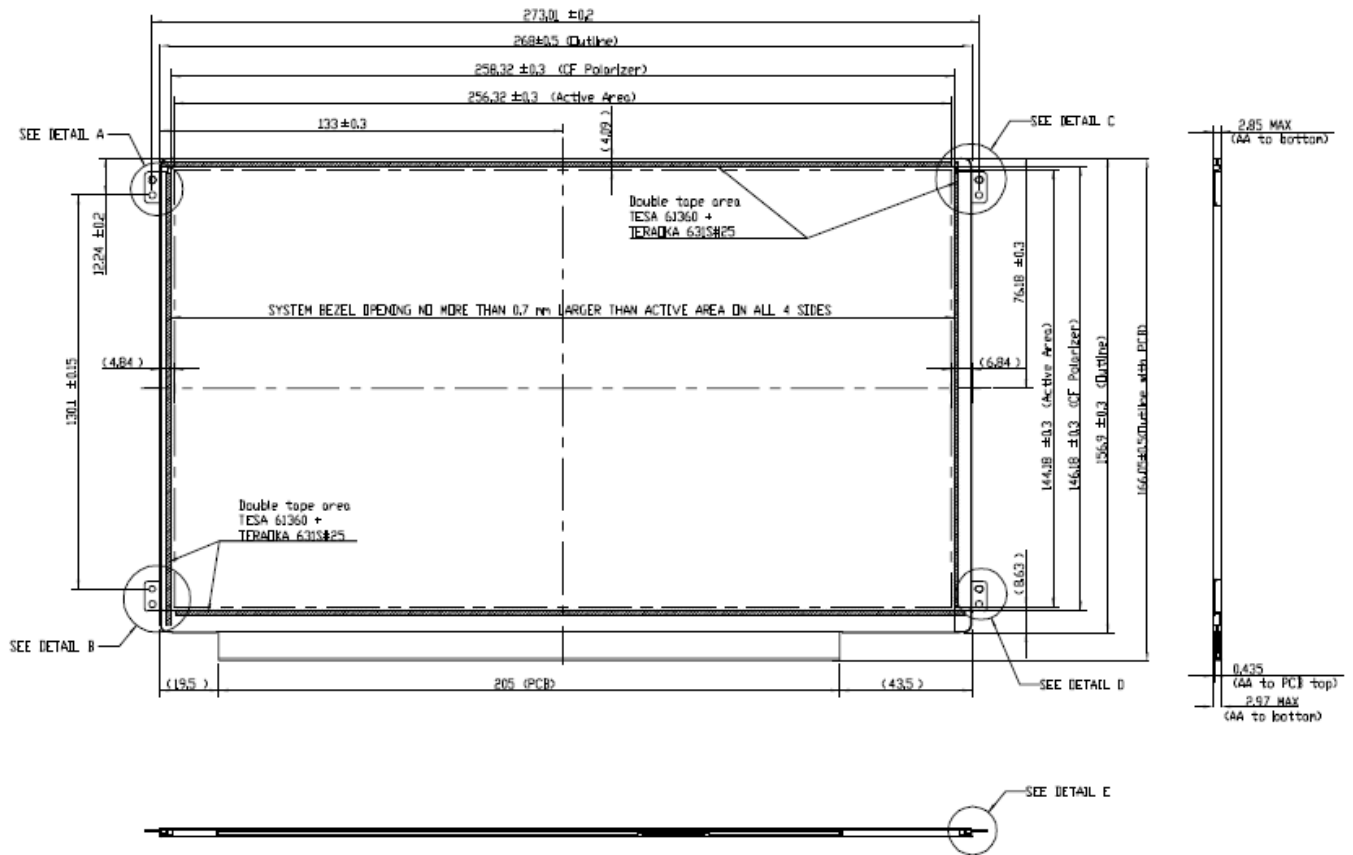 273.01 ±0.2
268±0.5 (Outline)
258.32 ±0.3 (CF Polarizer)
256.32 ±0.3 (Active Area)
133 ±0.3
(4.09)
SEE DETAIL A
SEE DETAIL C
2.85 MAX
(AA to bottom)
12.24 ±0.2
Double tape area
TESA 61360 +
TERAOKA 631S#25
76.18 ±0.3
SYSTEM BEZEL OPENING NO MORE THAN 0.7 mm LARGER THAN ACTIVE AREA ON ALL 4 SIDES
(4.84)
(6.84)
130.1 ±0.15
144.18 ±0.3 (Active Area)
146.18 ±0.3 (CF Polarizer)
156.9 ±0.3 (Outline)
166.05±0.5(Outline with PCB)
Double tape area
TESA 61360 +
TERAOKA 631S#25
(8.63)
SEE DETAIL B
(19.5)
205 (PCB)
(43.5)
SEE DETAIL D
0.435
(AA to PCB top)
2.97 MAX
(AA to bottom)
SEE DETAIL E